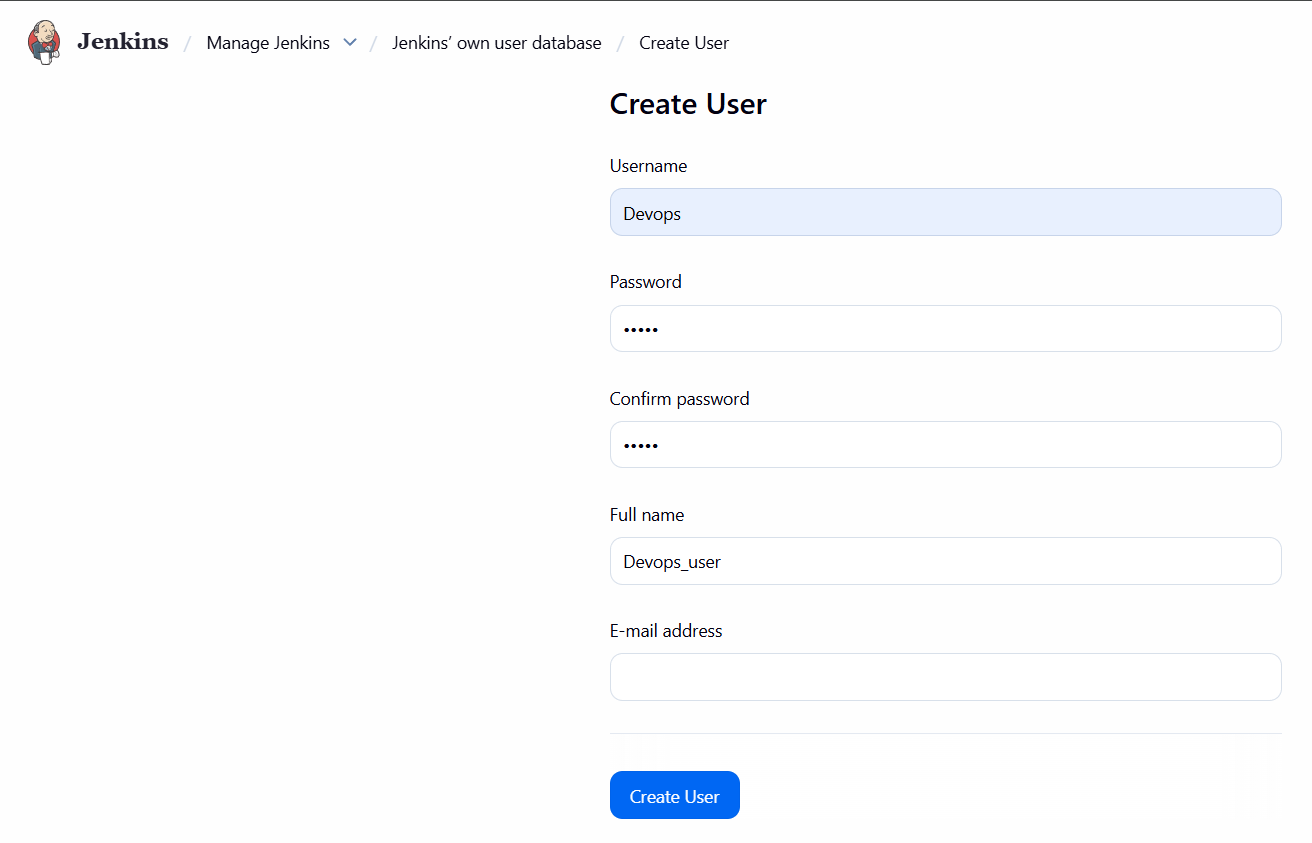 Jenkins / Manage Jenkins / Jenkins’ own user database / Create User
Create User
Username
Devops
Password
•••••
Confirm password
•••••
Full name
Devops_user
E-mail address
Create User